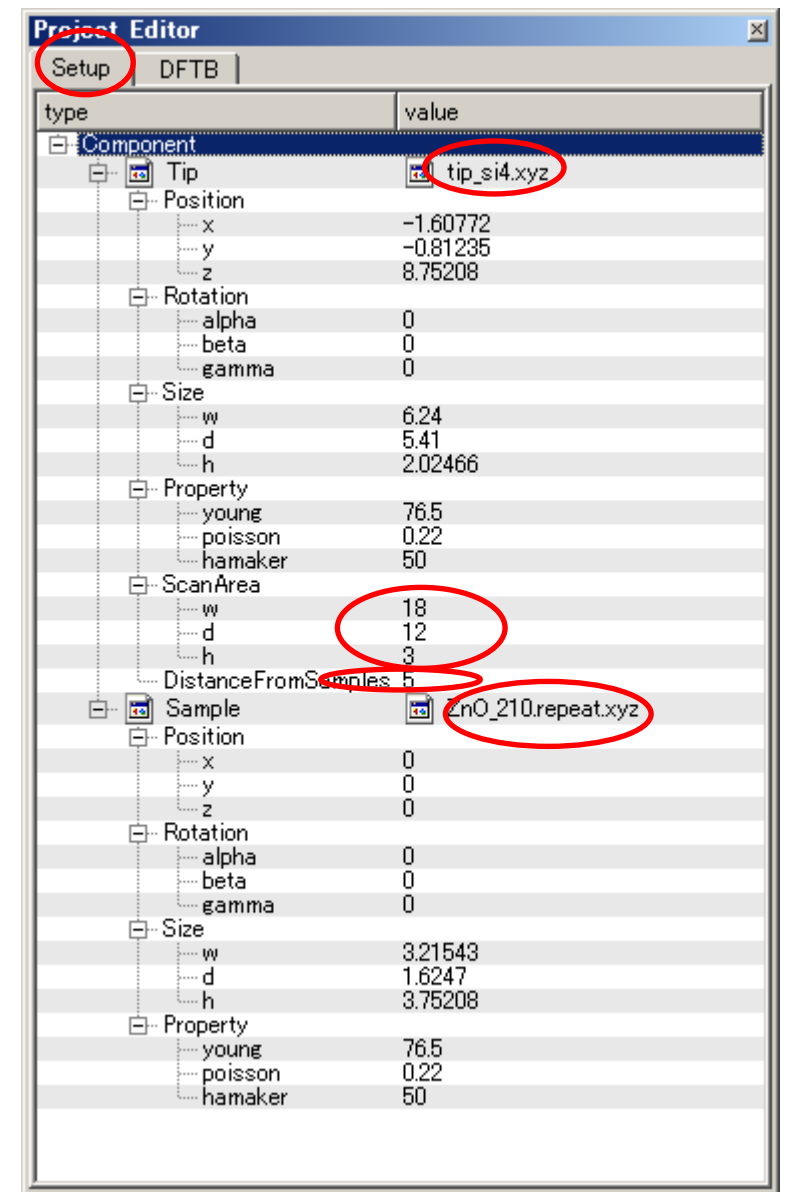 Project Editor
Setup DFTB
type value
Component
Tip tip_si4.xyz
Position
x -1.60772
y -0.81235
z 8.75208
Rotation
alpha 0
beta 0
gamma 0
Size
w 6.24
d 5.41
h 2.02466
Property
young 76.5
poisson 0.22
hamaker 50
ScanArea
w 18
d 12
h 3
DistanceFromSamples 5
Sample ZnO_210.repeat.xyz
Position
x 0
y 0
z 0
Rotation
alpha 0
beta 0
gamma 0
Size
w 3.21543
d 1.6247
h 3.75208
Property
young 76.5
poisson 0.22
hamaker 50